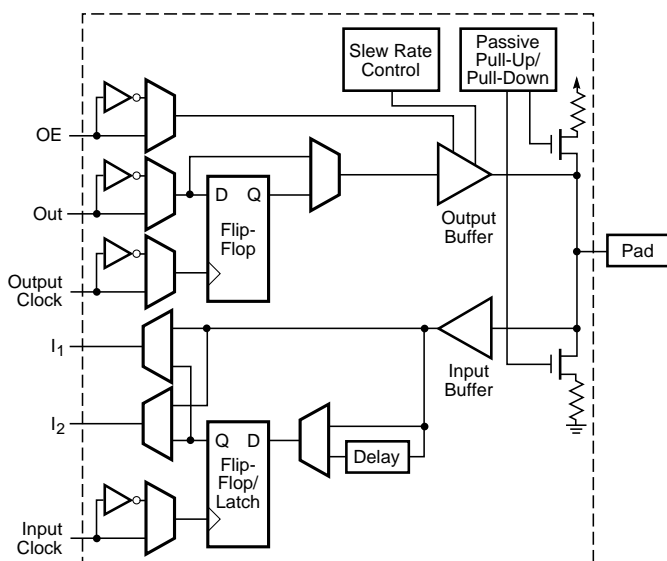 Slew Rate
Control
Passive
Pull-Up/
Pull-Down
OE
Out
D
Q
Flip-
Flop
Output
Buffer
Output
Clock
Pad
I1
I2
Input
Buffer
Q
D
Flip-
Flop/
Latch
Delay
Input
Clock